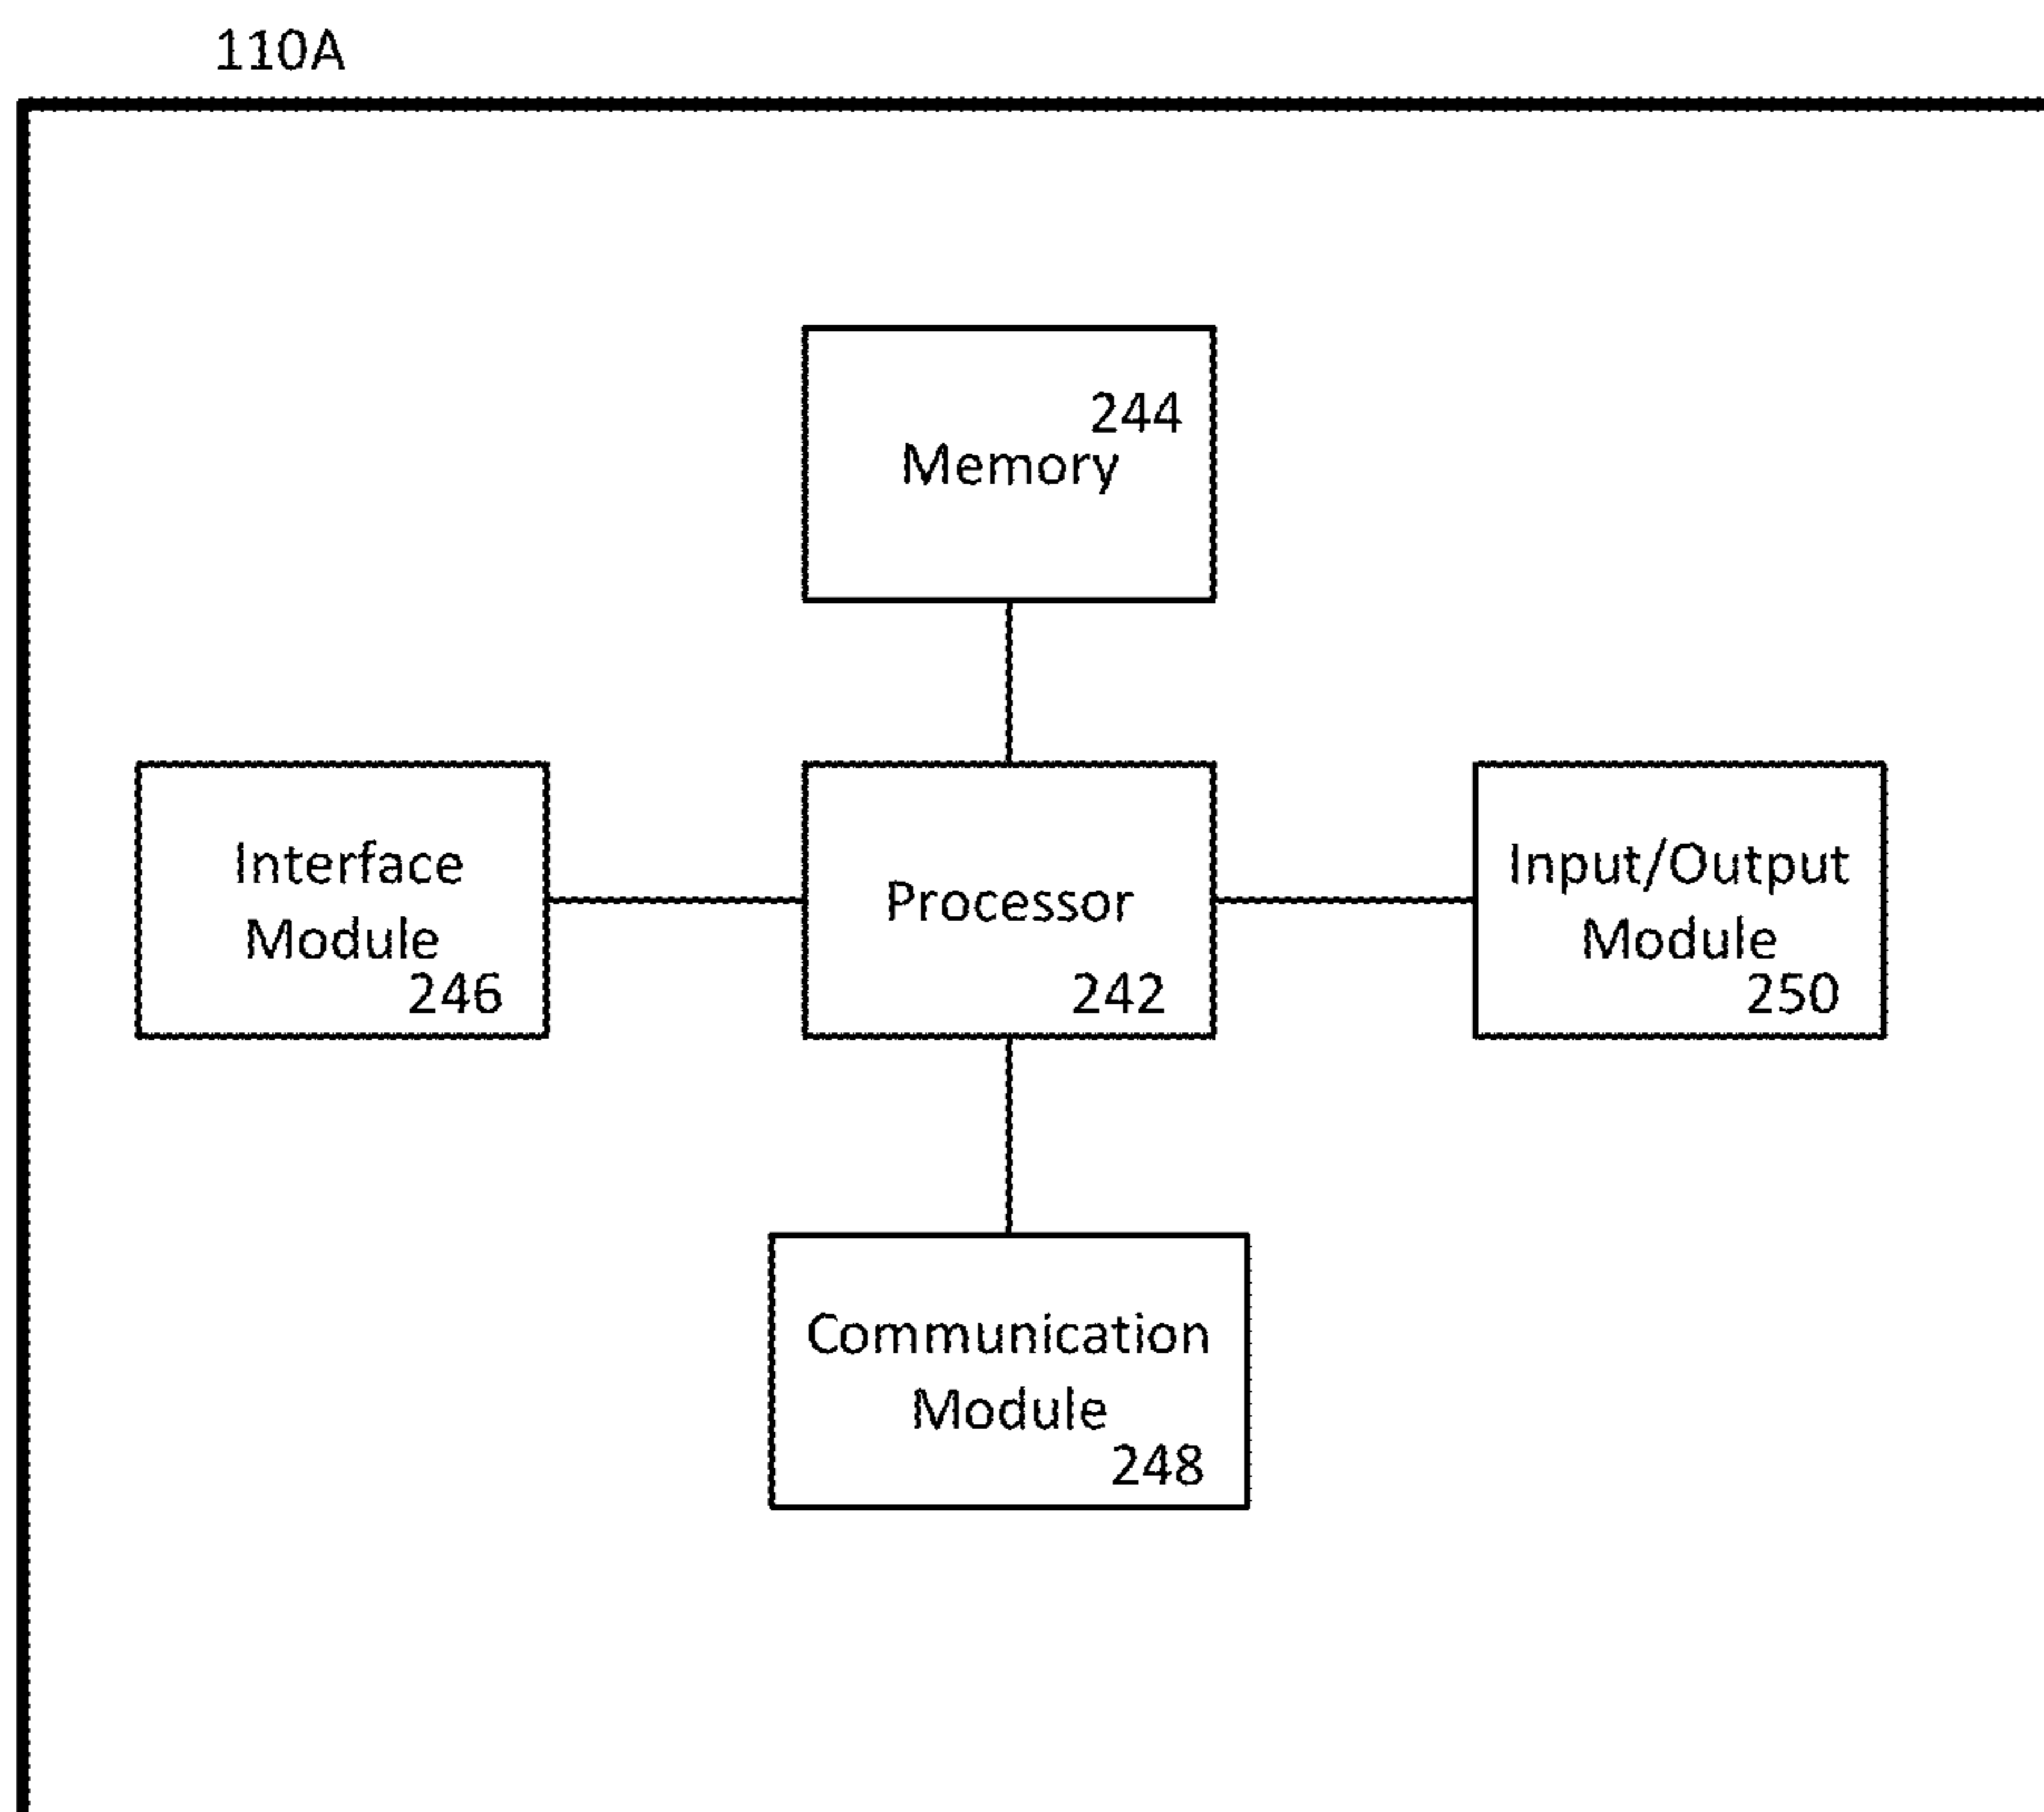 110A
244
Memory
Interface
Module
246
Processor
242
Input/Output
Module
250
Communication
Module
248